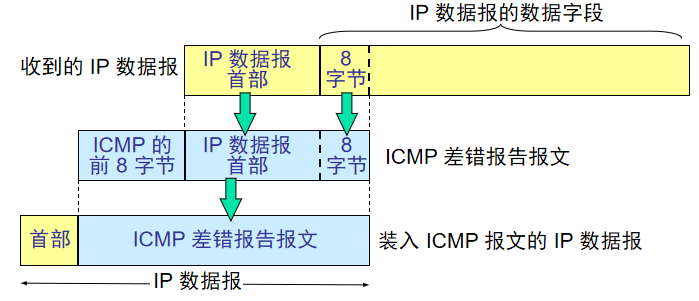 IP 数据报的数据字段
收到的 IP 数据报
IP 数据报
首部
8
字节
ICMP 的
前 8 字节
IP 数据报
首部
8
字节
ICMP 差错报告报文
首部
ICMP 差错报告报文
装入 ICMP 报文的 IP 数据报
IP 数据报